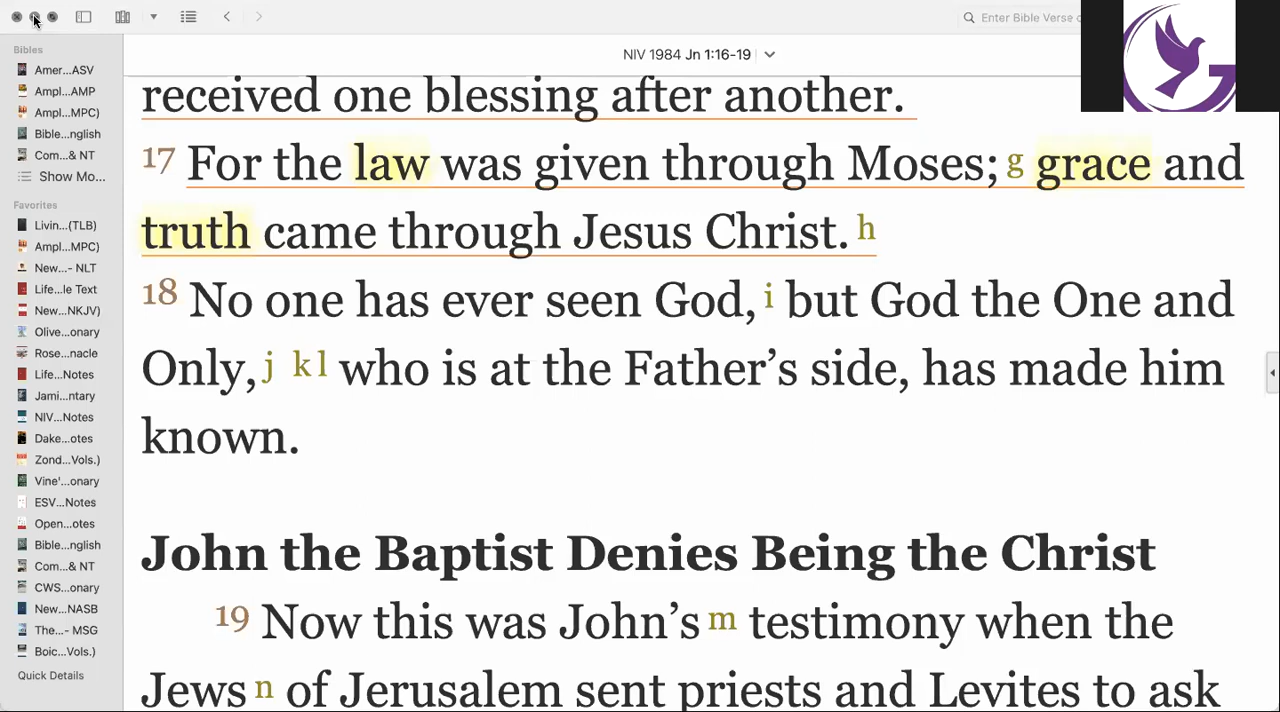 Enter Bible Verse o
NIV 1984 Jn 1:16-19
Bibles
Amer...ASV
Ampl...AMP
Ampl...MPC)
Bible...nglish
Com...& NT
Show Mo...
Favorites
Livin...(TLB)
Ampl...MPC)
New...- NLT
Life...le Text
New...NKJV)
Olive...onary
Rose...nacle
Life...Notes
Jami...ntary
NIV...Notes
Dake...otes
Zond...Vols.)
Vine'...onary
ESV...Notes
Open...otes
Bible...nglish
Com...& NT
CWS...onary
New...NASB
The...- MSG
Boic...Vols.)
Quick Details
received one blessing after another.
17 For the law was given through Moses; g grace and
truth came through Jesus Christ. h
18 No one has ever seen God, i but God the One and
Only, j k l who is at the Father’s side, has made him
known.
John the Baptist Denies Being the Christ
19 Now this was John’s m testimony when the
Jews n of Jerusalem sent priests and Levites to ask